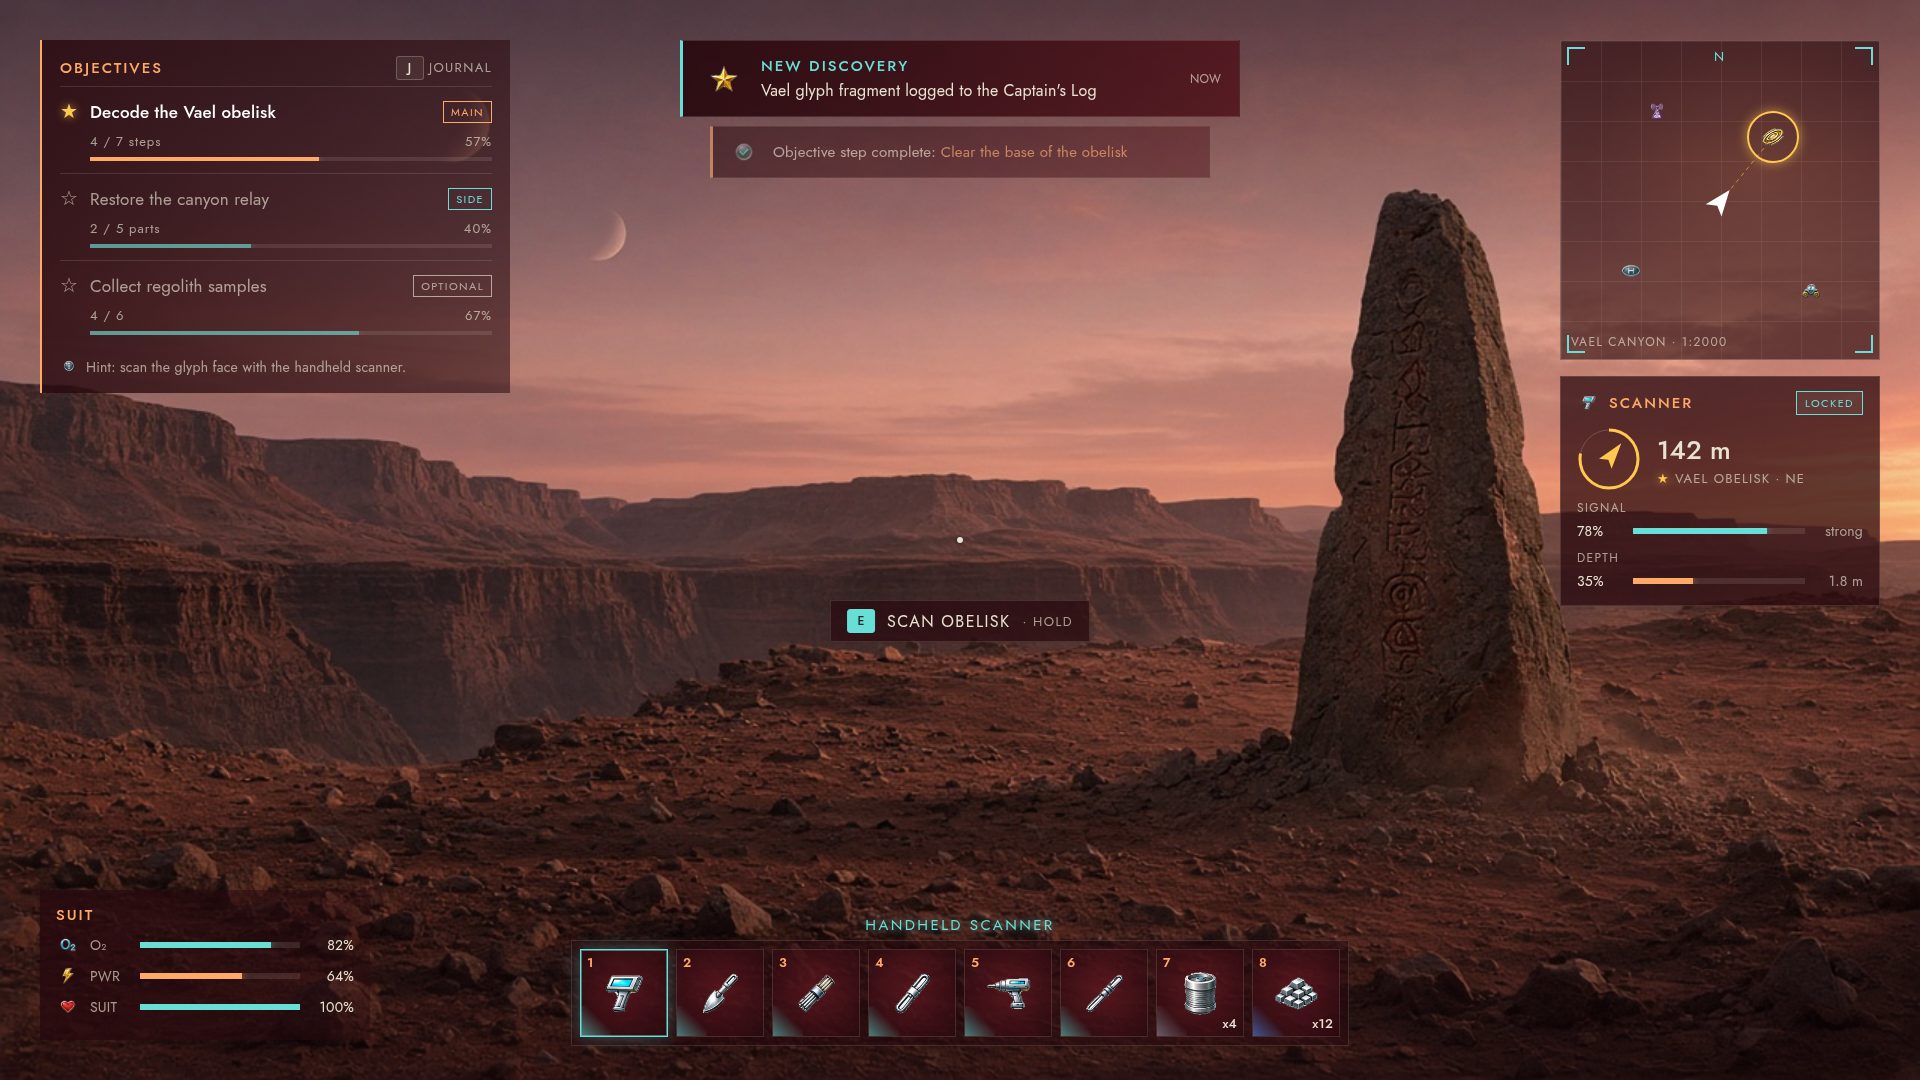 OBJECTIVES
J JOURNAL
Decode the Vael obelisk MAIN
4 / 7 steps 57%
Restore the canyon relay SIDE
2 / 5 parts 40%
Collect regolith samples OPTIONAL
4 / 6 67%
Hint: scan the glyph face with the handheld scanner.
NEW DISCOVERY
Vael glyph fragment logged to the Captain's Log
NOW
Objective step complete: Clear the base of the obelisk
N
H
VAEL CANYON · 1:2000
SCANNER LOCKED
142 m
VAEL OBELISK · NE
SIGNAL
78% strong
DEPTH
35% 1.8 m
E SCAN OBELISK · HOLD
SUIT
O₂ O₂ 82%
PWR 64%
SUIT 100%
HANDHELD SCANNER
1 2 3 4 5 6 7 8
x4 x12